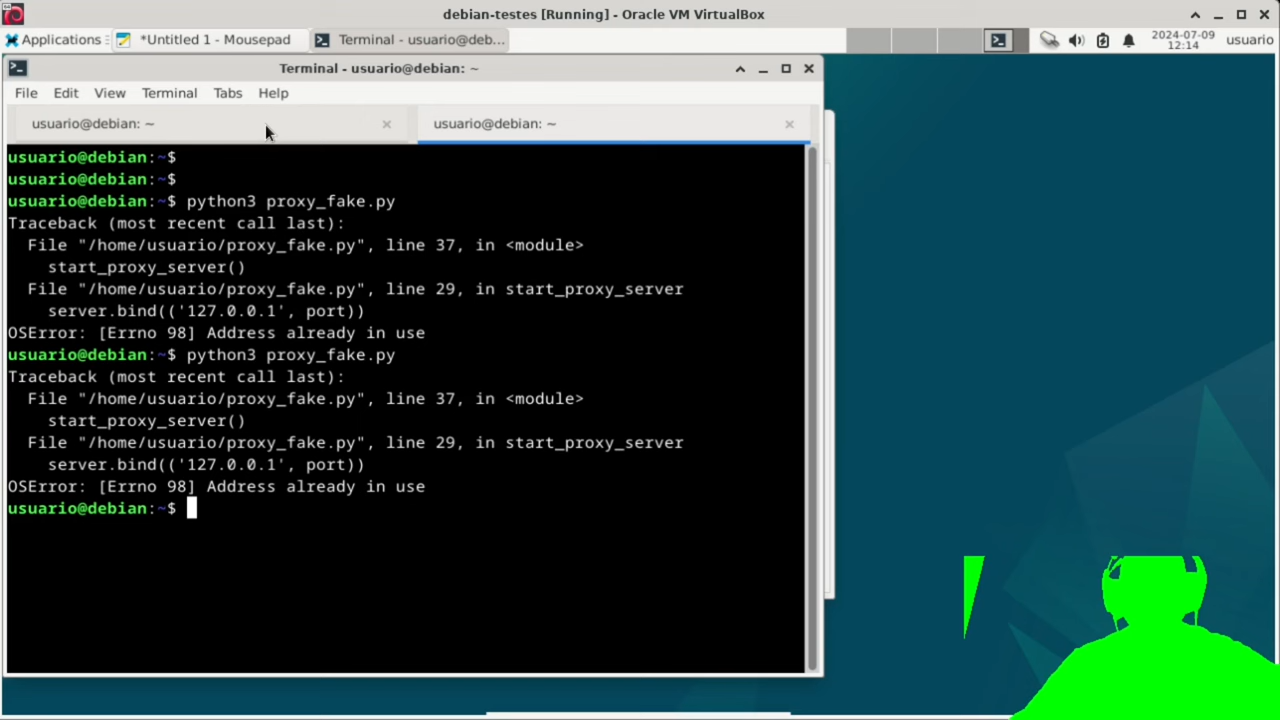 debian-testes [Running] - Oracle VM VirtualBox
Applications
*Untitled 1 - Mousepad
Terminal - usuario@deb...
2024-07-09
12:14
usuario
Terminal - usuario@debian: ~
File Edit View Terminal Tabs Help
usuario@debian: ~
usuario@debian: ~
usuario@debian:~$
usuario@debian:~$
usuario@debian:~$ python3 proxy_fake.py
Traceback (most recent call last):
  File "/home/usuario/proxy_fake.py", line 37, in <module>
    start_proxy_server()
  File "/home/usuario/proxy_fake.py", line 29, in start_proxy_server
    server.bind(('127.0.0.1', port))
OSError: [Errno 98] Address already in use
usuario@debian:~$ python3 proxy_fake.py
Traceback (most recent call last):
  File "/home/usuario/proxy_fake.py", line 37, in <module>
    start_proxy_server()
  File "/home/usuario/proxy_fake.py", line 29, in start_proxy_server
    server.bind(('127.0.0.1', port))
OSError: [Errno 98] Address already in use
usuario@debian:~$